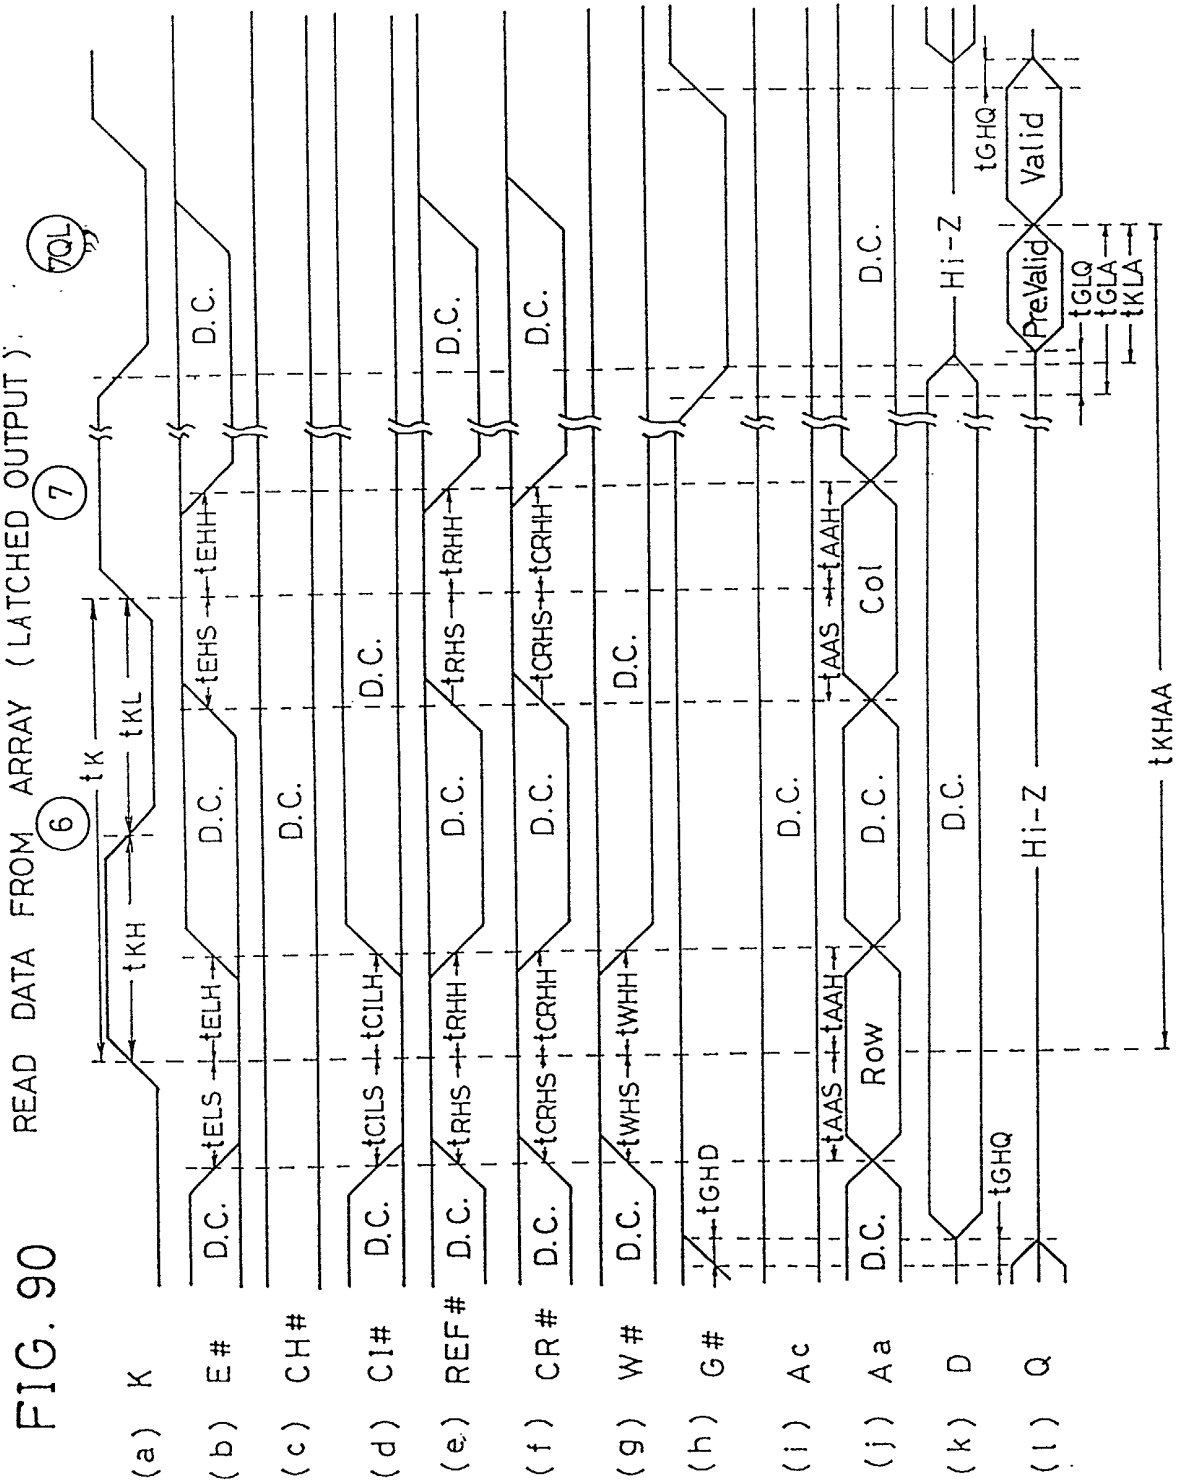 FIG. 90
READ DATA FROM ARRAY (LATCHED OUTPUT)
6
7
7QL
(a) K
tK
tKH
tKL
(b) E#
D.C.
tELS
tELH
D.C.
tEHS
tEHH
D.C.
(c) CH#
D.C.
(d) CI#
D.C.
tCILS
tCILH
D.C.
(e) REF#
D.C.
tRHS
tRHH
D.C.
tRHS
tRHH
D.C.
(f) CR#
D.C.
tCRHS
tCRHH
D.C.
tCRHS
tCRHH
D.C.
(g) W#
D.C.
tWHS
tWHH
D.C.
(h) G#
tGHD
(i) Ac
D.C.
(j) Aa
D.C.
tAAS
tAAH
Row
D.C.
tAAS
tAAH
Col
D.C.
(k) D
D.C.
Hi-Z
tGHQ
tGHQ
(l) Q
Hi-Z
Pre.Valid
Valid
tGLQ
tGLA
tKLA
tKHAA